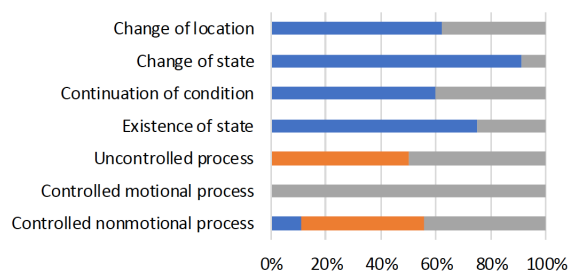 Change of location
Change of state
Continuation of condition
Existence of state
Uncontrolled process
Controlled motional process
Controlled nonmotional process
0% 20% 40% 60% 80% 100%